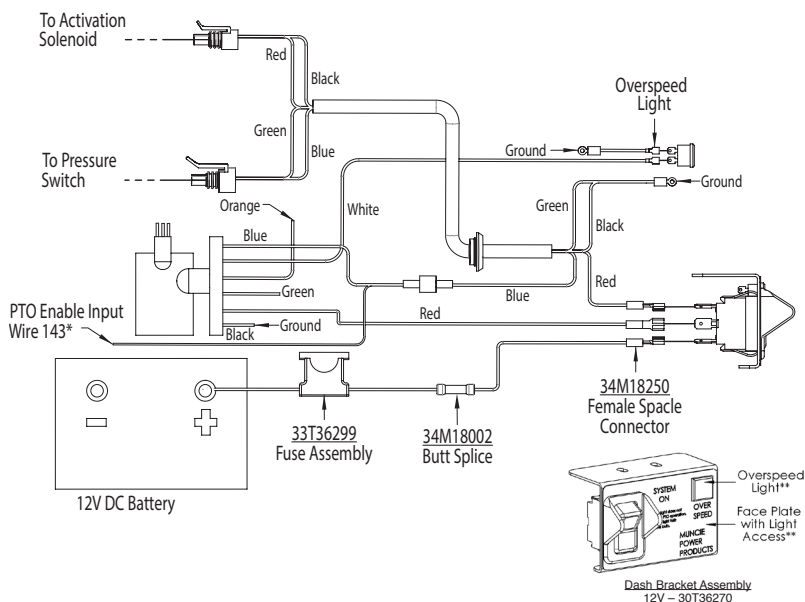 To Activation
Solenoid
Red
Black
Green
Blue
To Pressure
Switch
Overspeed
Light
Ground
Ground
Orange
White
Green
Black
Blue
Red
Green
Blue
PTO Enable Input
Wire 143*
Ground
Black
Red
34M18250
Female Spacle
Connector
33T36299
Fuse Assembly
34M18002
Butt Splice
12V DC Battery
SYSTEM
ON
OVER
SPEED
MUNCIE
POWER
PRODUCTS
Overspeed
Light**
Face Plate
with Light
Access**
Dash Bracket Assembly
12V – 30T36270